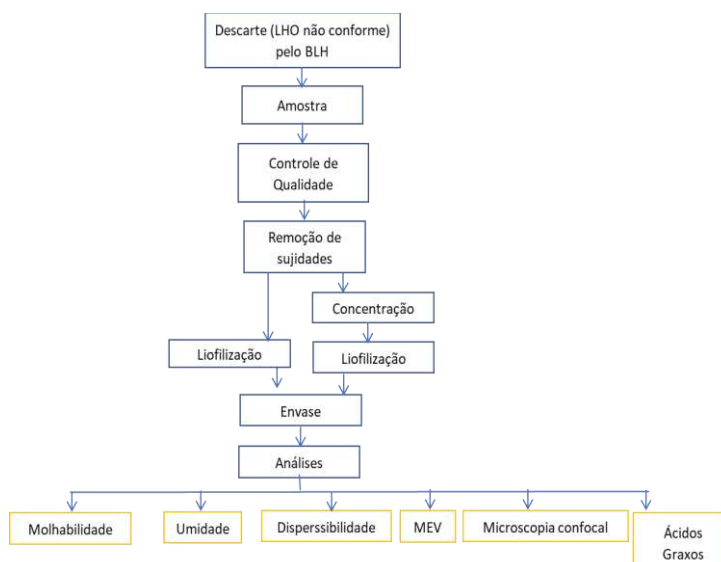 Descarte (LHO não conforme)
pelo BLH
Amostra
Controle de
Qualidade
Remoção de
sujidades
Concentração
Liofilização
Liofilização
Envase
Análises
Molhabilidade
Umidade
Disperssibilidade
MEV
Microscopia confocal
Ácidos
Graxos